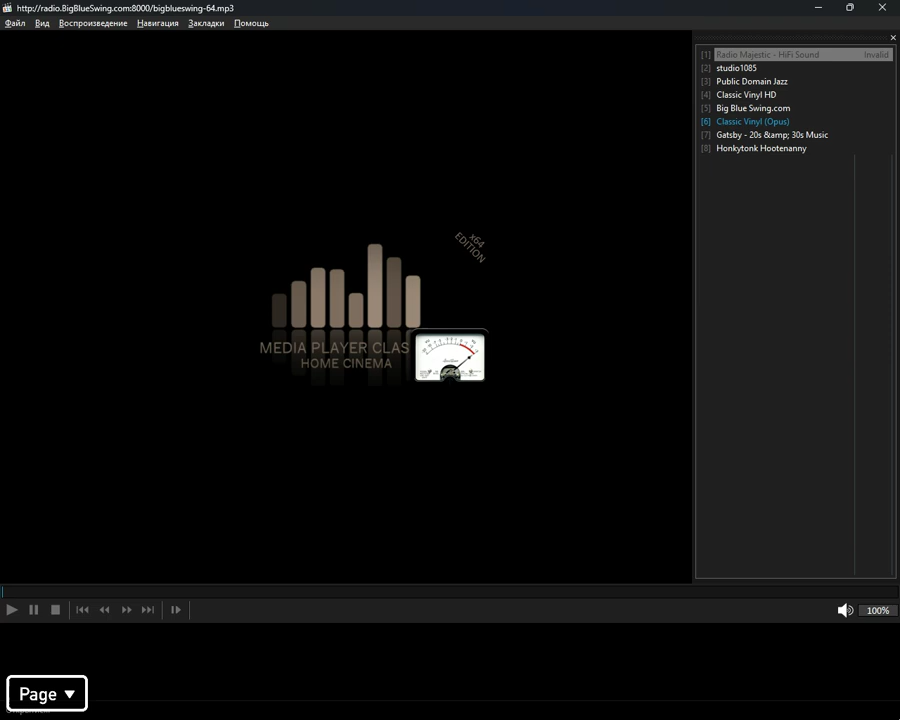 http://radio.BigBlueSwing.com:8000/bigblueswing-64.mp3
Файл Вид Воспроизведение Навигация Закладки Помощь
[1] Radio Majestic - HiFi Sound Invalid
[2] studio1085
[3] Public Domain Jazz
[4] Classic Vinyl HD
[5] Big Blue Swing.com
[6] Classic Vinyl (Opus)
[7] Gatsby - 20s &amp; 30s Music
[8] Honkytonk Hootenanny
x64
EDITION
MEDIA PLAYER CLAS
HOME CINEMA
100%
Page